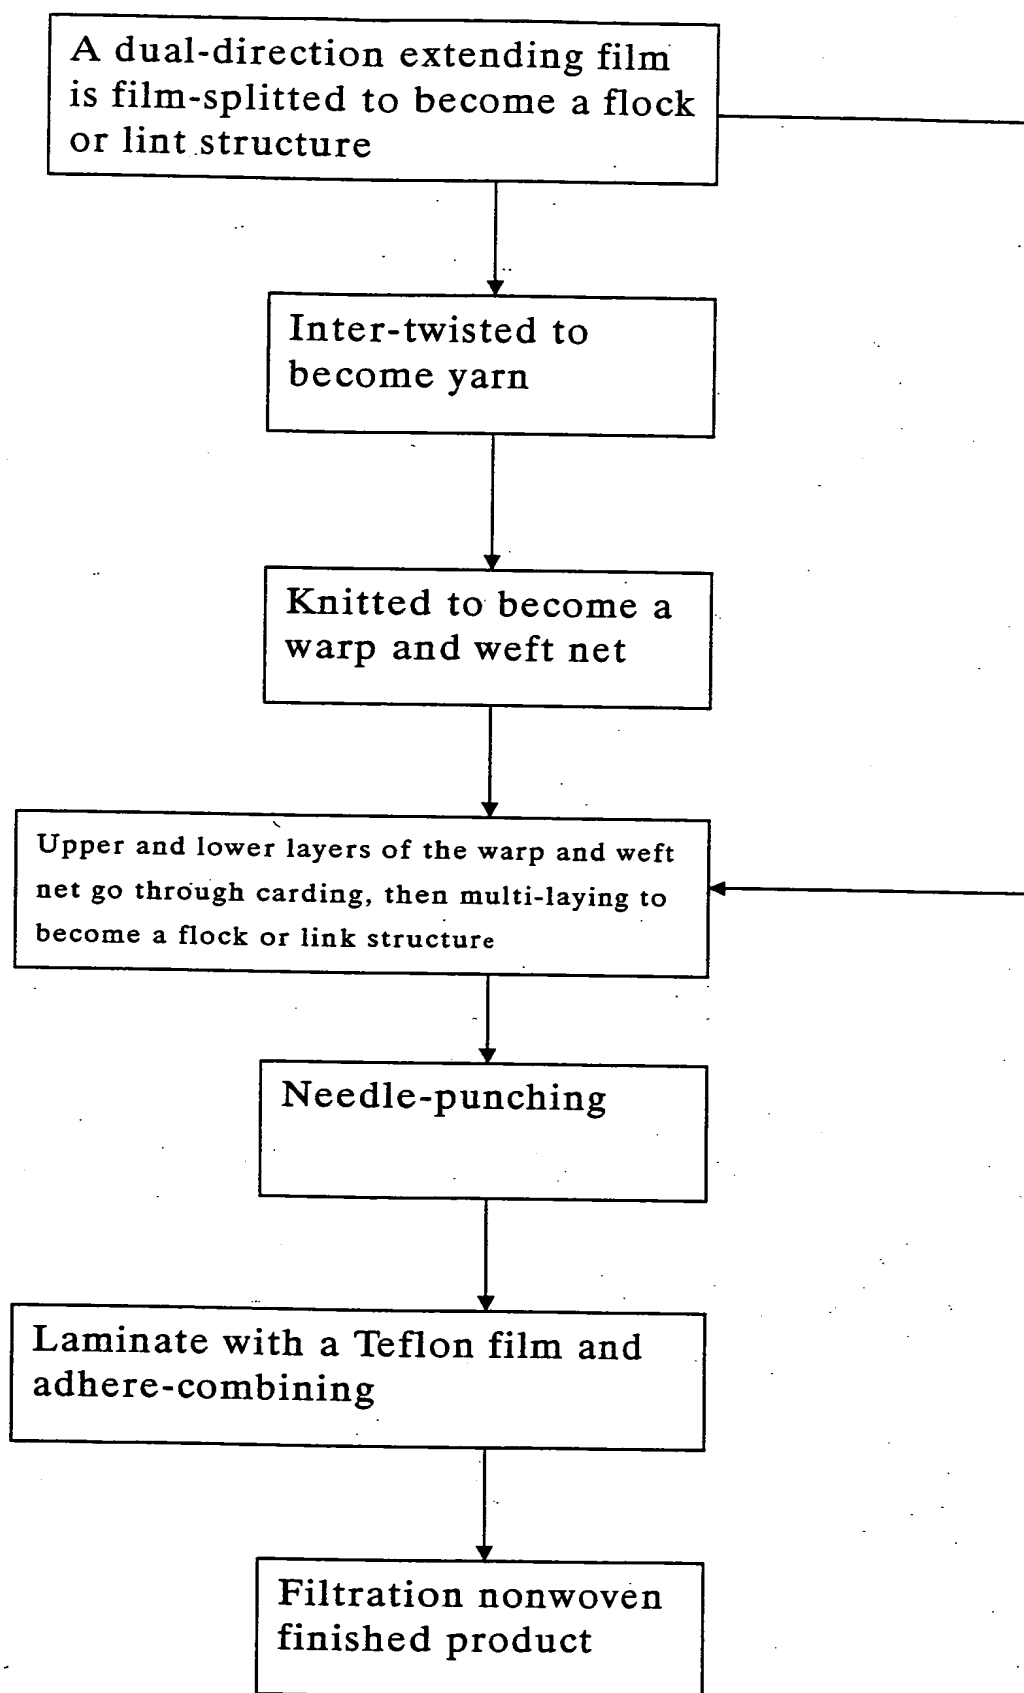 A dual-direction extending film
is film-splitted to become a flock
or lint structure
Inter-twisted to
become yarn
Knitted to become a
warp and weft net
Upper and lower layers of the warp and weft
net go through carding, then multi-laying to
become a flock or link structure
Needle-punching
Laminate with a Teflon film and
adhere-combining
Filtration nonwoven
finished product